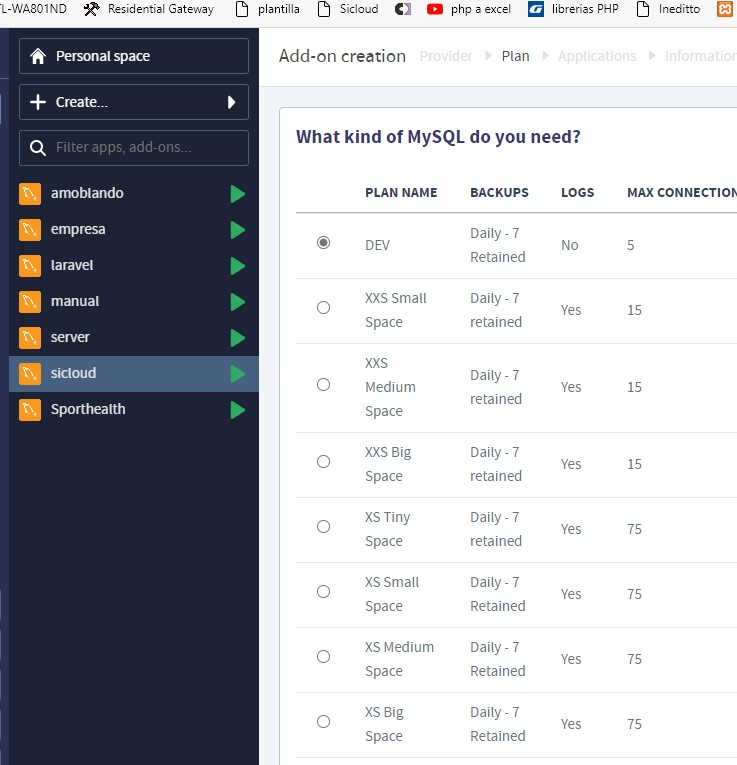 TL-WA801ND Residential Gateway plantilla Sicloud php a excel librerias PHP Ineditto
Personal space
Create...
Filter apps, add-ons...
amoblando
empresa
laravel
manual
server
sicloud
Sporthealth
Add-on creation Provider Plan Applications Information
What kind of MySQL do you need?
PLAN NAME BACKUPS LOGS MAX CONNECTION
DEV Daily - 7 Retained No 5
XXS Small Space Daily - 7 retained Yes 15
XXS Medium Space Daily - 7 retained Yes 15
XXS Big Space Daily - 7 retained Yes 15
XS Tiny Space Daily - 7 retained Yes 75
XS Small Space Daily - 7 Retained Yes 75
XS Medium Space Daily - 7 Retained Yes 75
XS Big Space Daily - 7 Retained Yes 75